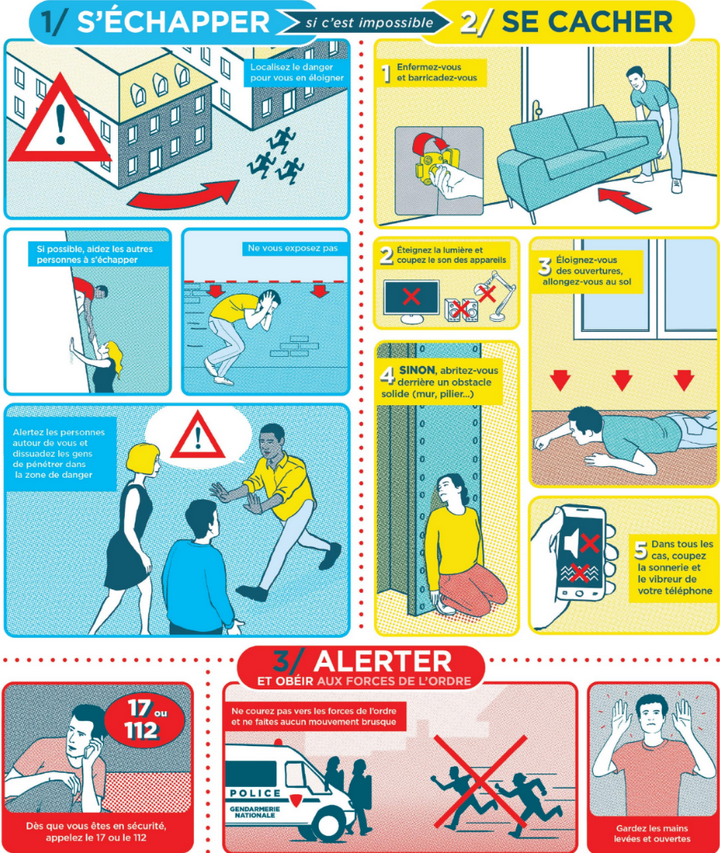 1/ S'ÉCHAPPER
si c'est impossible
2/ SE CACHER
Localisez le danger
pour vous en éloigner
Si possible, aidez les autres
personnes à s'échapper
Ne vous exposez pas
Alertez les personnes
autour de vous et
dissuadez les gens
de pénétrer dans
la zone de danger
!
!
1 Enfermez-vous
et barricadez-vous
2 Éteignez la lumière et
coupez le son des appareils
3 Éloignez-vous
des ouvertures,
allongez-vous au sol
4 SINON, abritez-vous
derrière un obstacle
solide (mur, pilier...)
5 Dans tous les
cas, coupez
la sonnerie et
le vibreur de
votre téléphone
3/ ALERTER
ET OBÉIR AUX FORCES DE L'ORDRE
17 ou
112
Dès que vous êtes en sécurité,
appelez le 17 ou le 112
Ne courez pas vers les forces de l'ordre
et ne faites aucun mouvement brusque
POLICE
GENDARMERIE
NATIONALE
Gardez les mains
levées et ouvertes